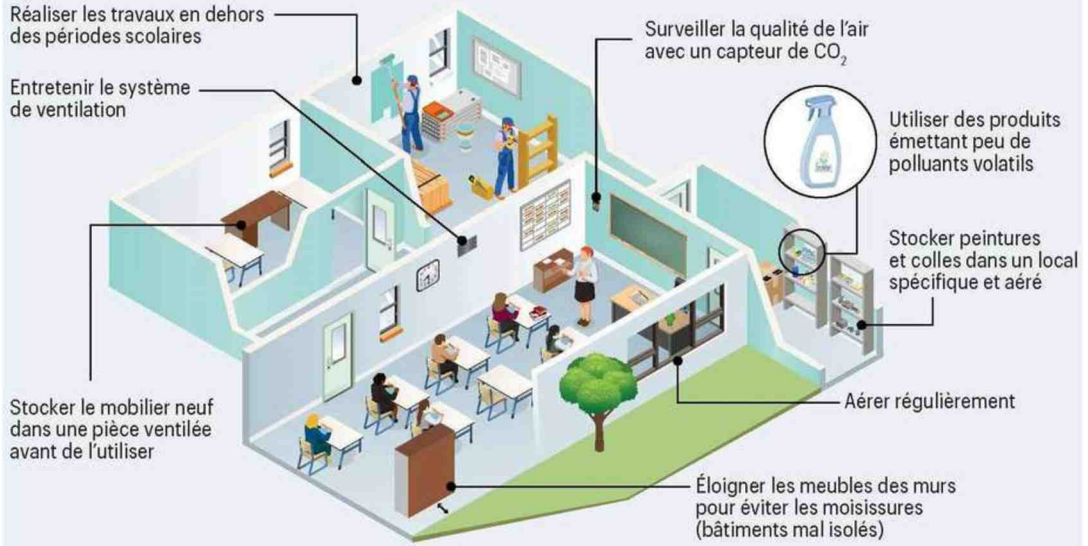 Réaliser les travaux en dehors
des périodes scolaires
Entretenir le système
de ventilation
Surveiller la qualité de l’air
avec un capteur de CO₂
Utiliser des produits
émettant peu de
polluants volatils
Stocker peintures
et colles dans un local
spécifique et aéré
Aérer régulièrement
Éloigner les meubles des murs
pour éviter les moisissures
(bâtiments mal isolés)
Stocker le mobilier neuf
dans une pièce ventilée
avant de l’utiliser